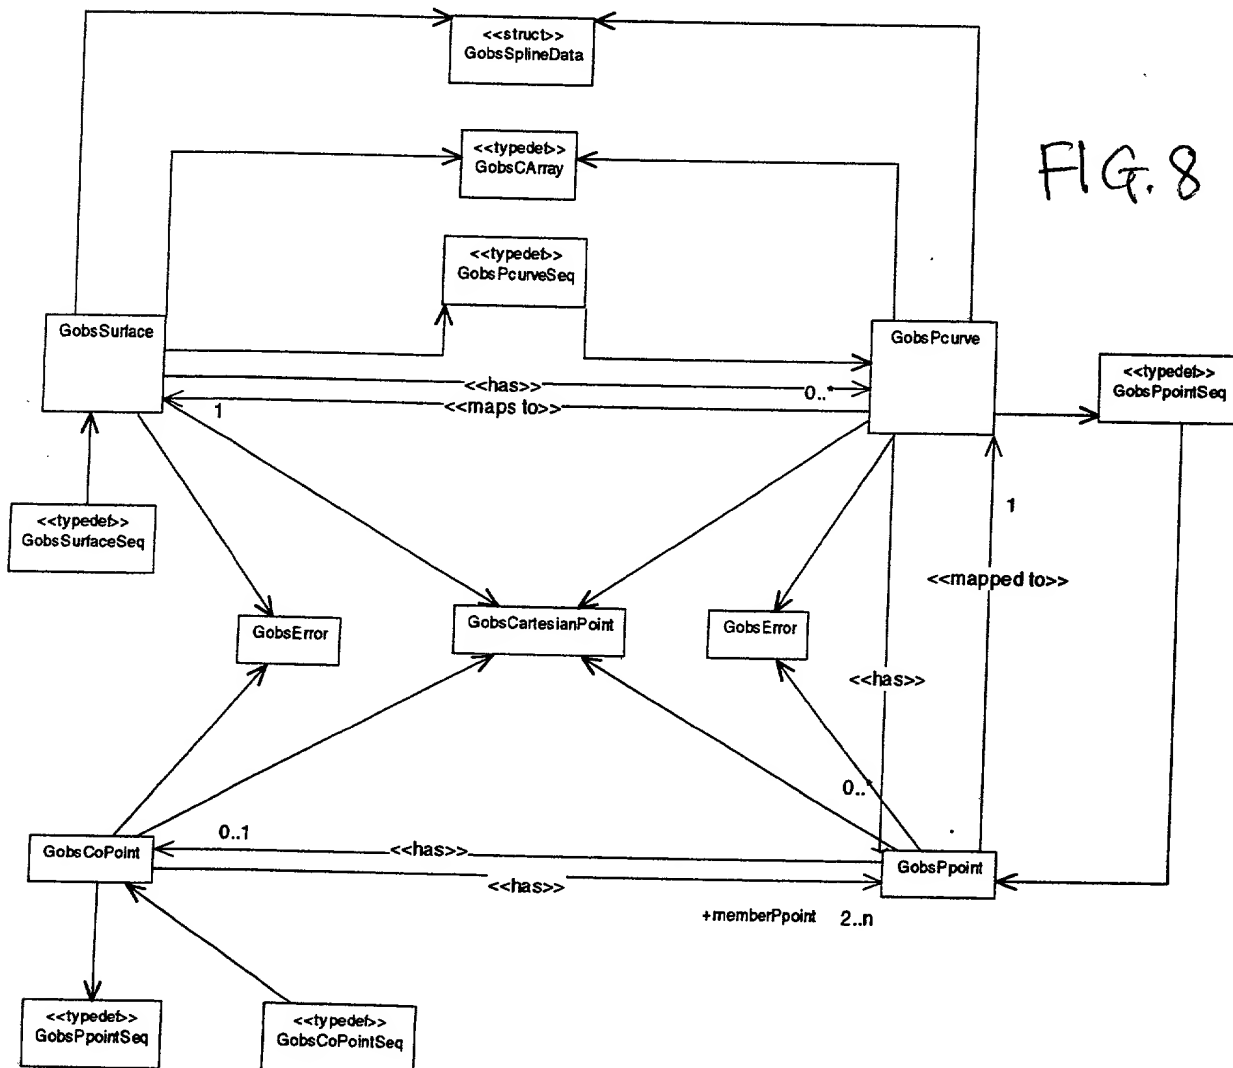 <<struct>>
GobsSplineData
<<typedef>>
GobsCArray
FIG. 8
<<typedef>>
GobsPcurveSeq
GobsSurface
GobsPcurve
<<typedef>>
GobsPpointSeq
<<has>>
0..*
1
<<maps to>>
<<typedef>>
GobsSurfaceSeq
1
<<mapped to>>
GobsError
GobsCartesianPoint
GobsError
<<has>>
0..*
0..1
<<has>>
GobsCoPoint
GobsPpoint
<<has>>
+memberPpoint
2..n
<<typedef>>
GobsPpointSeq
<<typedef>>
GobsCoPointSeq